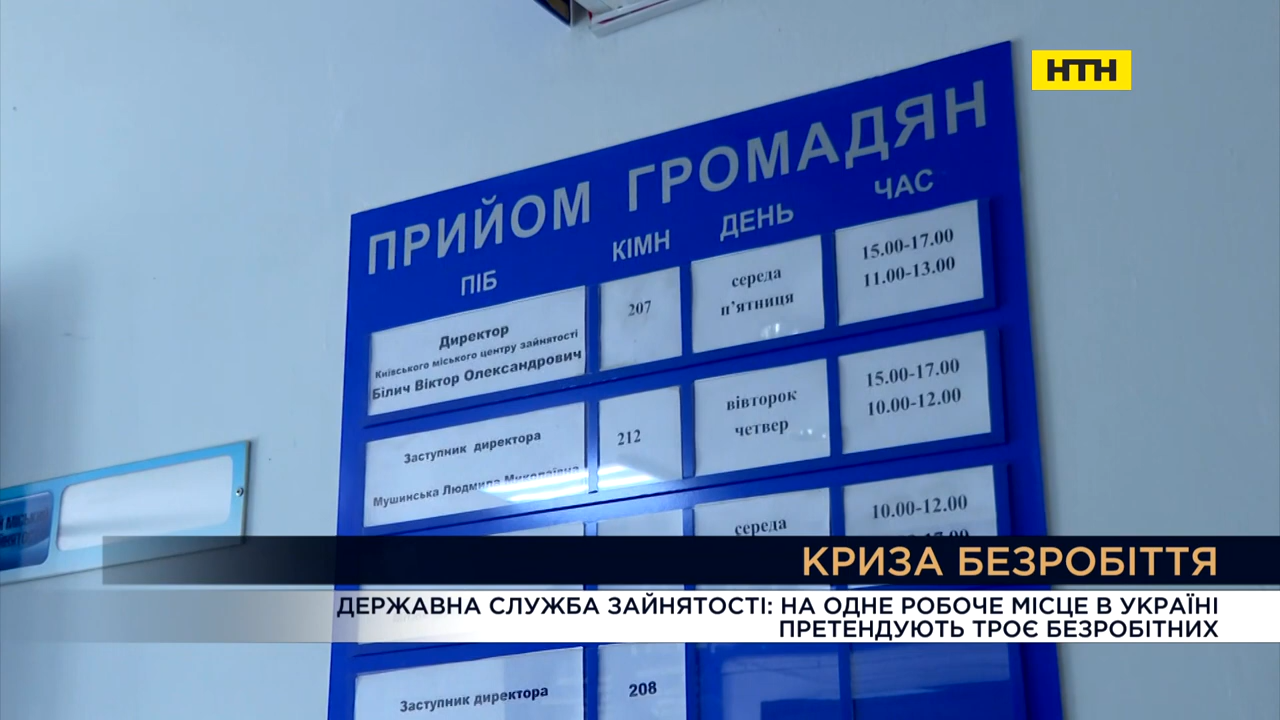 НТН
ПРИЙОМ ГРОМАДЯН
ПІБ КІМН ДЕНЬ ЧАС
Директор
Київського міського центру зайнятості
Білич Віктор Олександрович
207
середа
п’ятниця
15.00-17.00
11.00-13.00
Заступник директора
Мушинська Людмила Миколаївна
212
вівторок
четвер
15.00-17.00
10.00-12.00
середа
10.00-12.00
КРИЗА БЕЗРОБІТТЯ
ДЕРЖАВНА СЛУЖБА ЗАЙНЯТОСТІ: НА ОДНЕ РОБОЧЕ МІСЦЕ В УКРАЇНІ
ПРЕТЕНДУЮТЬ ТРОЄ БЕЗРОБІТНИХ
Заступник директора
208